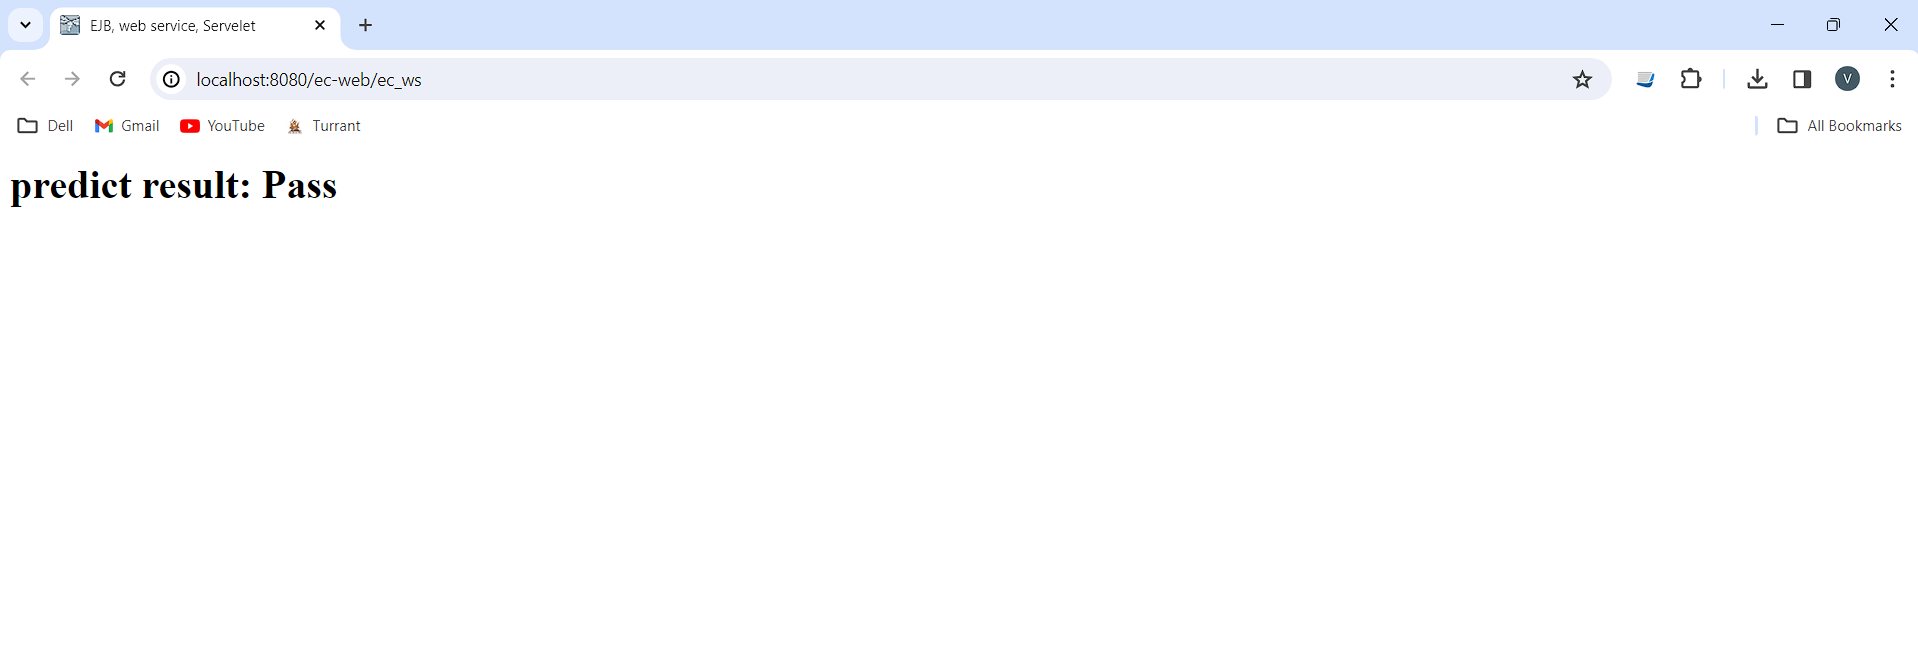 EJB, web service, Servelet
localhost:8080/ec-web/ec_ws
V
Dell Gmail YouTube Turrant All Bookmarks
predict result: Pass